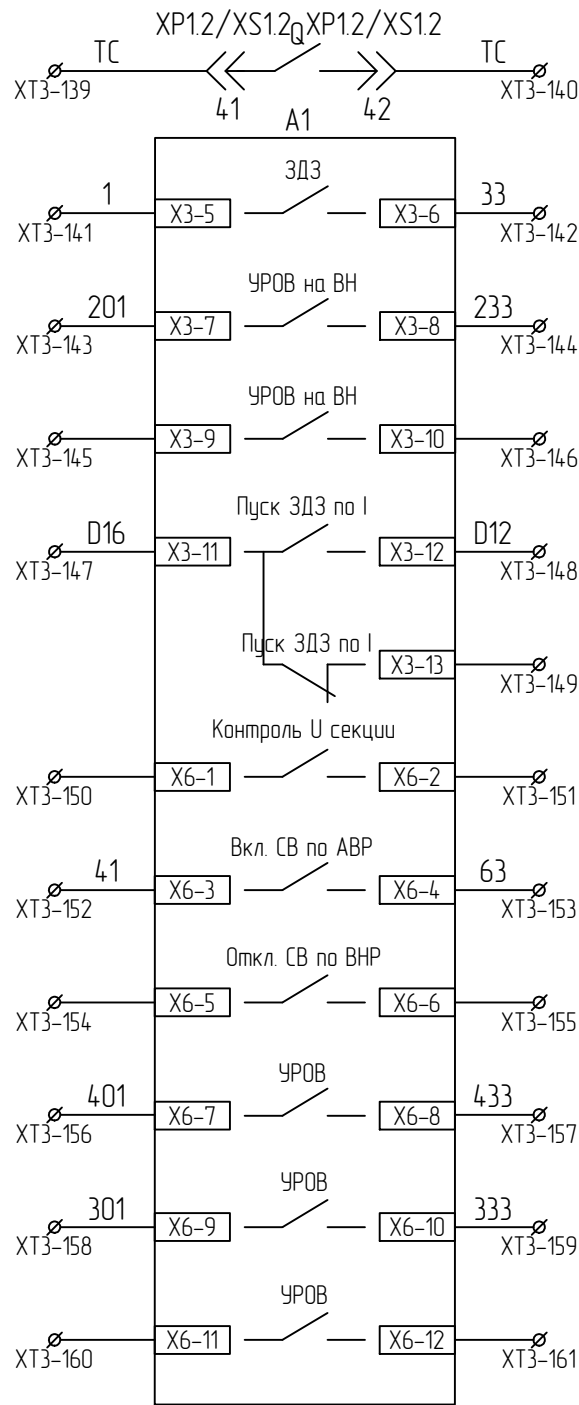 XP1.2/XS1.2 Q XP1.2/XS1.2
TC TC
XT3-139 41 42 XT3-140
A1
ЗДЗ
1 X3-5 X3-6 33
XT3-141 XT3-142
УРОВ на ВН
201 X3-7 X3-8 233
XT3-143 XT3-144
УРОВ на ВН
X3-9 X3-10
XT3-145 XT3-146
Пуск ЗДЗ по I
D16 X3-11 X3-12 D12
XT3-147 XT3-148
Пуск ЗДЗ по I
X3-13
XT3-149
Контроль U секции
X6-1 X6-2
XT3-150 XT3-151
Вкл. СВ по АВР
41 X6-3 X6-4 63
XT3-152 XT3-153
Откл. СВ по ВНР
X6-5 X6-6
XT3-154 XT3-155
УРОВ
401 X6-7 X6-8 433
XT3-156 XT3-157
УРОВ
301 X6-9 X6-10 333
XT3-158 XT3-159
УРОВ
X6-11 X6-12
XT3-160 XT3-161